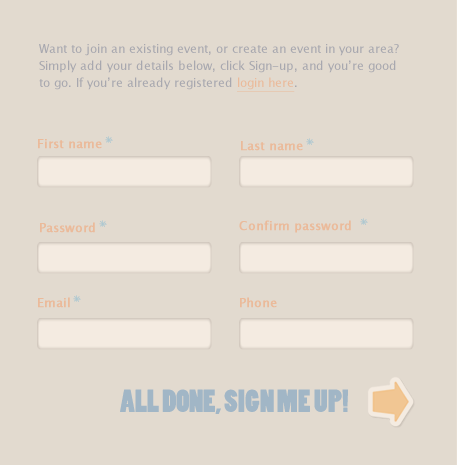 Want to join an existing event, or create an event in your area?
Simply add your details below, click Sign-up, and you're good
to go. If you're already registered login here.
First name *
Last name *
Password *
Confirm password *
Email *
Phone
ALL DONE, SIGN ME UP!